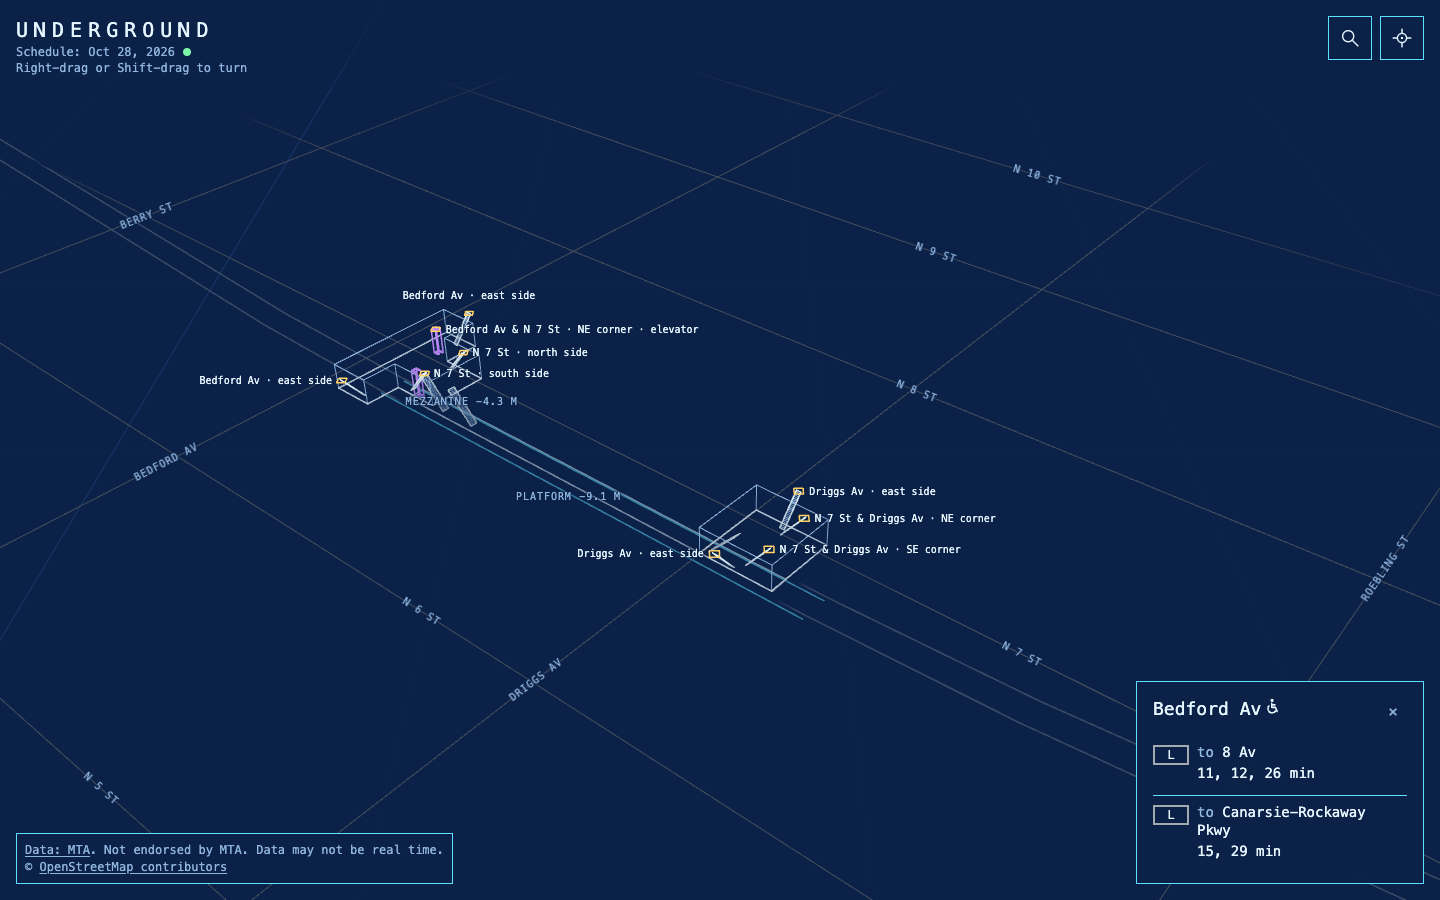 UNDERGROUND
Schedule: Oct 28, 2026
Right-drag or Shift-drag to turn
N 10 ST
BERRY ST
N 9 ST
Bedford Av · east side
Bedford Av & N 7 St · NE corner · elevator
N 7 St · north side
N 7 St · south side
Bedford Av · east side
MEZZANINE −4.3 M
N 8 ST
BEDFORD AV
PLATFORM −9.1 M
Driggs Av · east side
N 7 St & Driggs Av · NE corner
N 7 St & Driggs Av · SE corner
Driggs Av · east side
ROEBLING ST
N 6 ST
N 7 ST
DRIGGS AV
N 5 ST
Bedford Av
×
L to 8 Av
11, 12, 26 min
L to Canarsie-Rockaway
Pkwy
15, 29 min
Data: MTA. Not endorsed by MTA. Data may not be real time.
© OpenStreetMap contributors